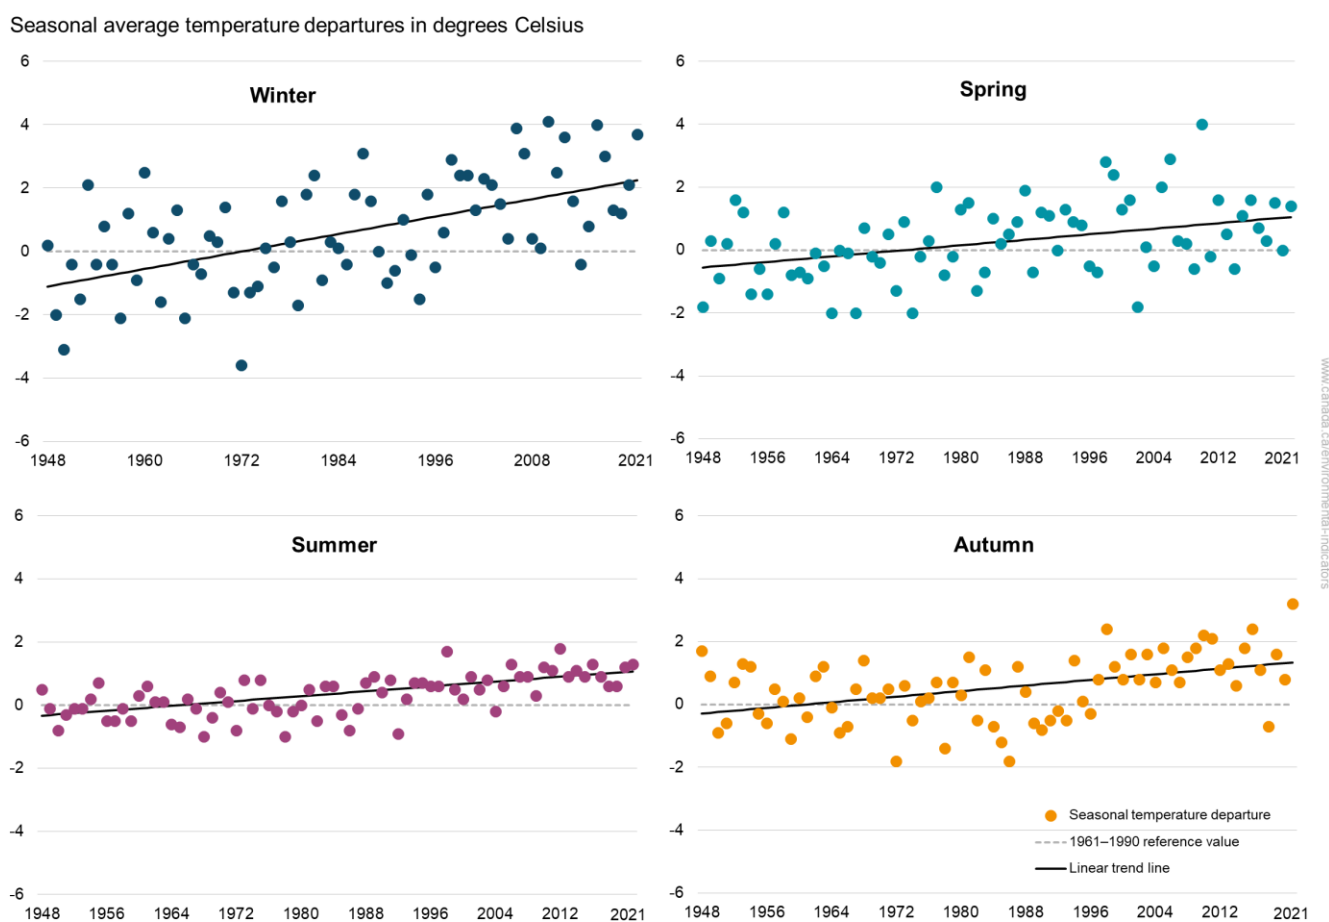 Seasonal average temperature departures in degrees Celsius
Winter
6
4
2
0
-2
-4
-6
1948 1960 1972 1984 1996 2008 2021
Spring
6
4
2
0
-2
-4
-6
1948 1956 1964 1972 1980 1988 1996 2004 2012 2021
Summer
6
4
2
0
-2
-4
-6
1948 1956 1964 1972 1980 1988 1996 2004 2012 2021
Autumn
6
4
2
0
-2
-4
-6
1948 1956 1964 1972 1980 1988 1996 2004 2012 2021
Seasonal temperature departure
1961–1990 reference value
Linear trend line
www.canada.ca/environmental-indicators